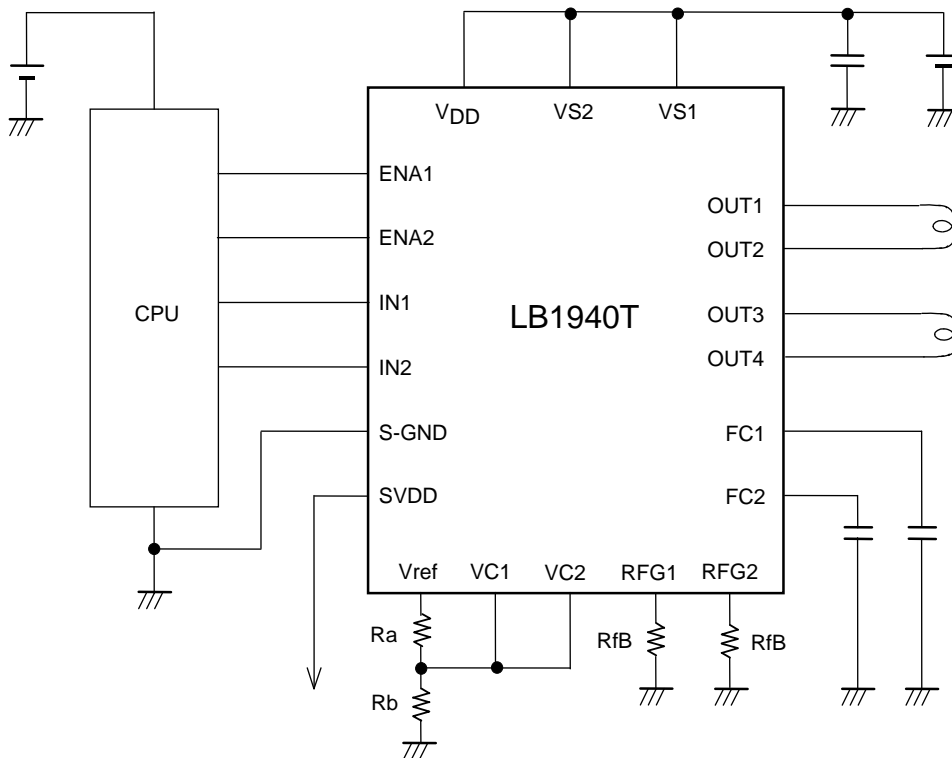 VDD VS2 VS1
ENA1
OUT1
ENA2
OUT2
CPU
IN1
LB1940T
OUT3
IN2
OUT4
S-GND
FC1
SVDD
FC2
Vref VC1 VC2 RFG1 RFG2
Ra
RfB
RfB
Rb